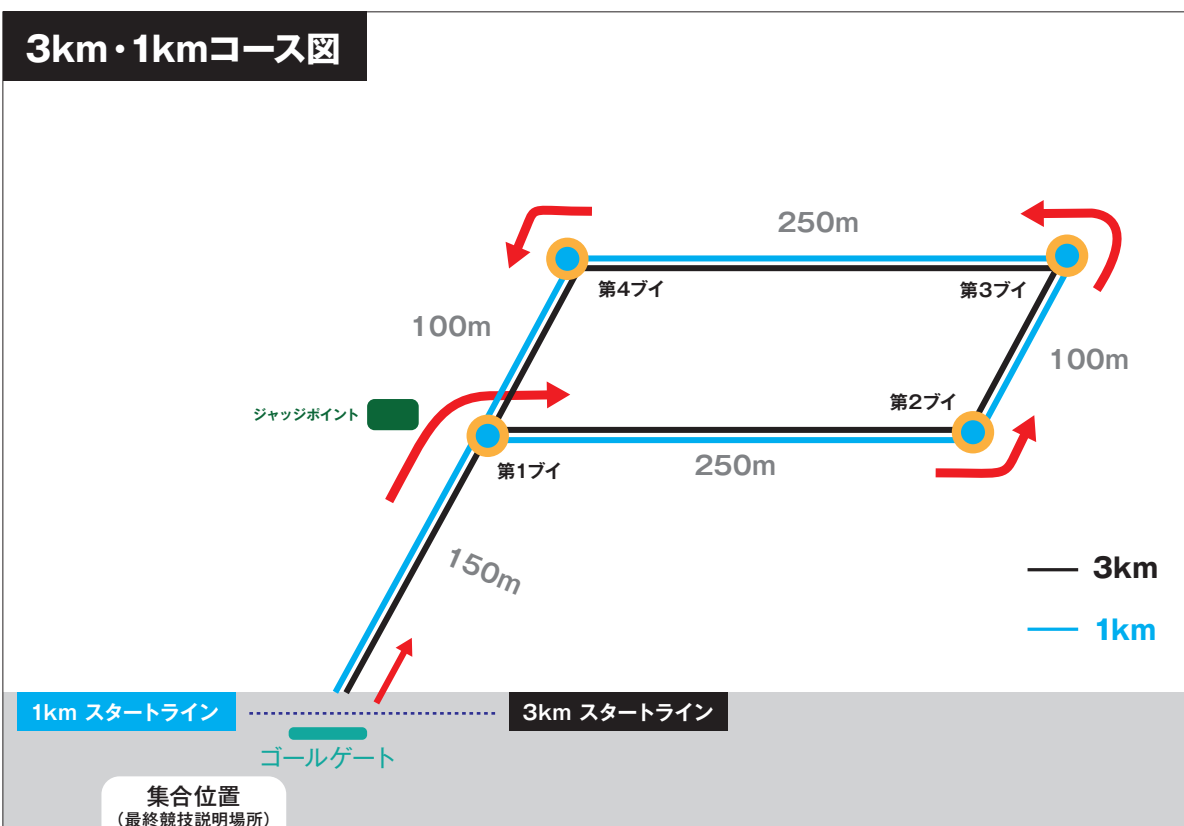 3km・1kmコース図
250m
第4ブイ
第3ブイ
100m
100m
ジャッジポイント
第2ブイ
第1ブイ
250m
150m
3km
1km
1km スタートライン
3km スタートライン
ゴールゲート
集合位置
（最終競技説明場所）